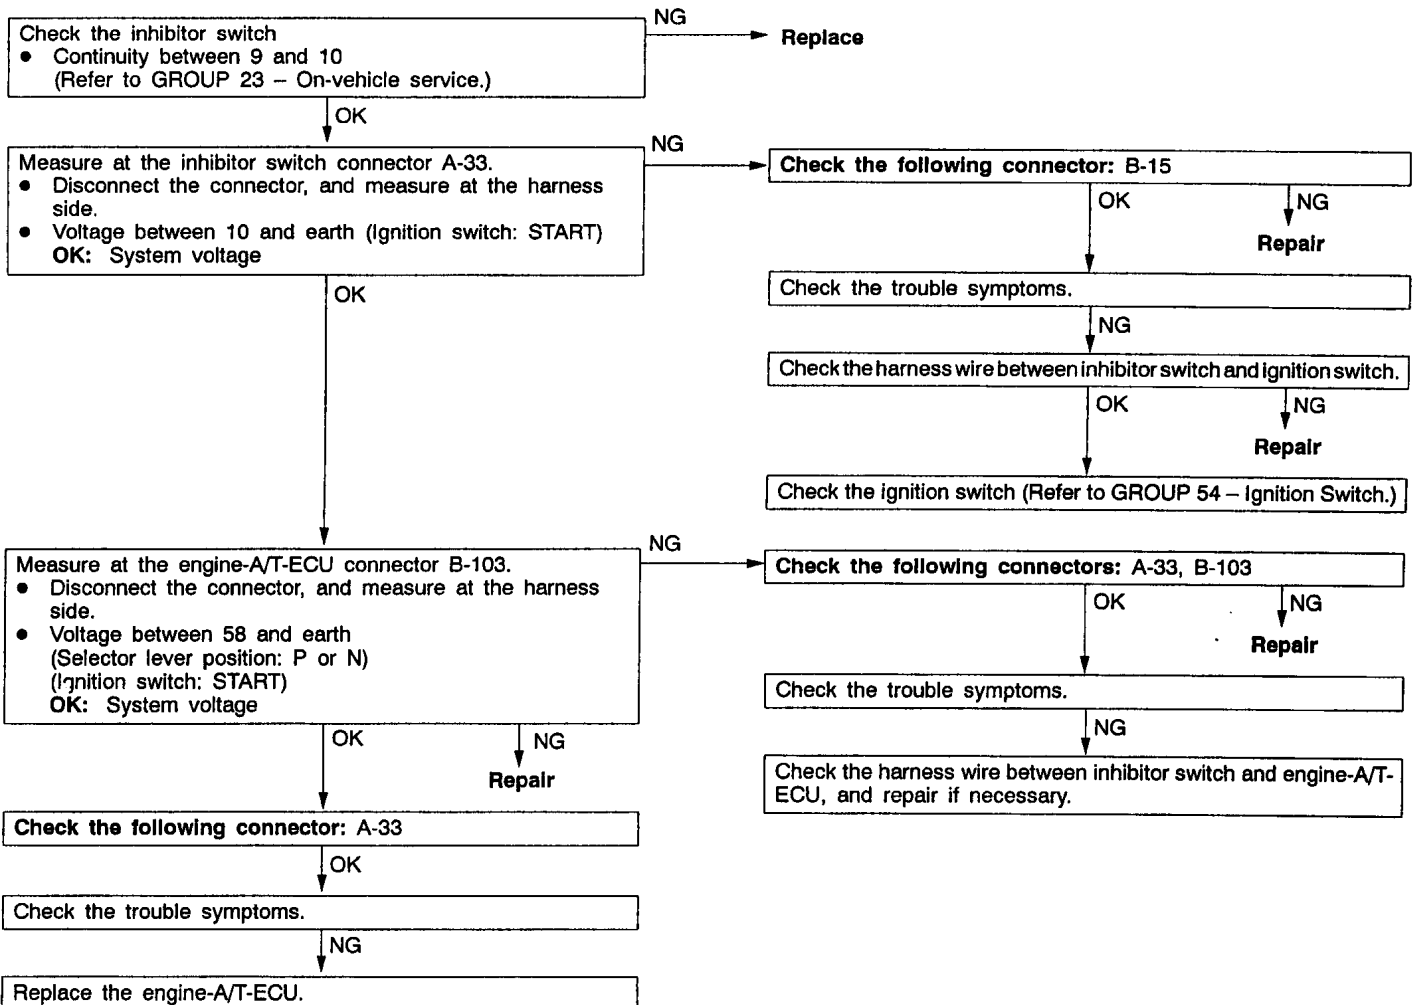 Check the inhibitor switch
● Continuity between 9 and 10
(Refer to GROUP 23 – On-vehicle service.)
NG
Replace
OK
Measure at the inhibitor switch connector A-33.
● Disconnect the connector, and measure at the harness
side.
● Voltage between 10 and earth (Ignition switch: START)
OK: System voltage
NG
Check the following connector: B-15
OK
NG
Repair
Check the trouble symptoms.
NG
Check the harness wire between inhibitor switch and ignition switch.
OK
NG
Repair
Check the ignition switch (Refer to GROUP 54 – Ignition Switch.)
OK
Measure at the engine-A/T-ECU connector B-103.
● Disconnect the connector, and measure at the harness
side.
● Voltage between 58 and earth
(Selector lever position: P or N)
(Ignition switch: START)
OK: System voltage
NG
Check the following connectors: A-33, B-103
OK
NG
Repair
Check the trouble symptoms.
NG
Check the harness wire between inhibitor switch and engine-A/T-
ECU, and repair if necessary.
OK
NG
Repair
Check the following connector: A-33
OK
Check the trouble symptoms.
NG
Replace the engine-A/T-ECU.